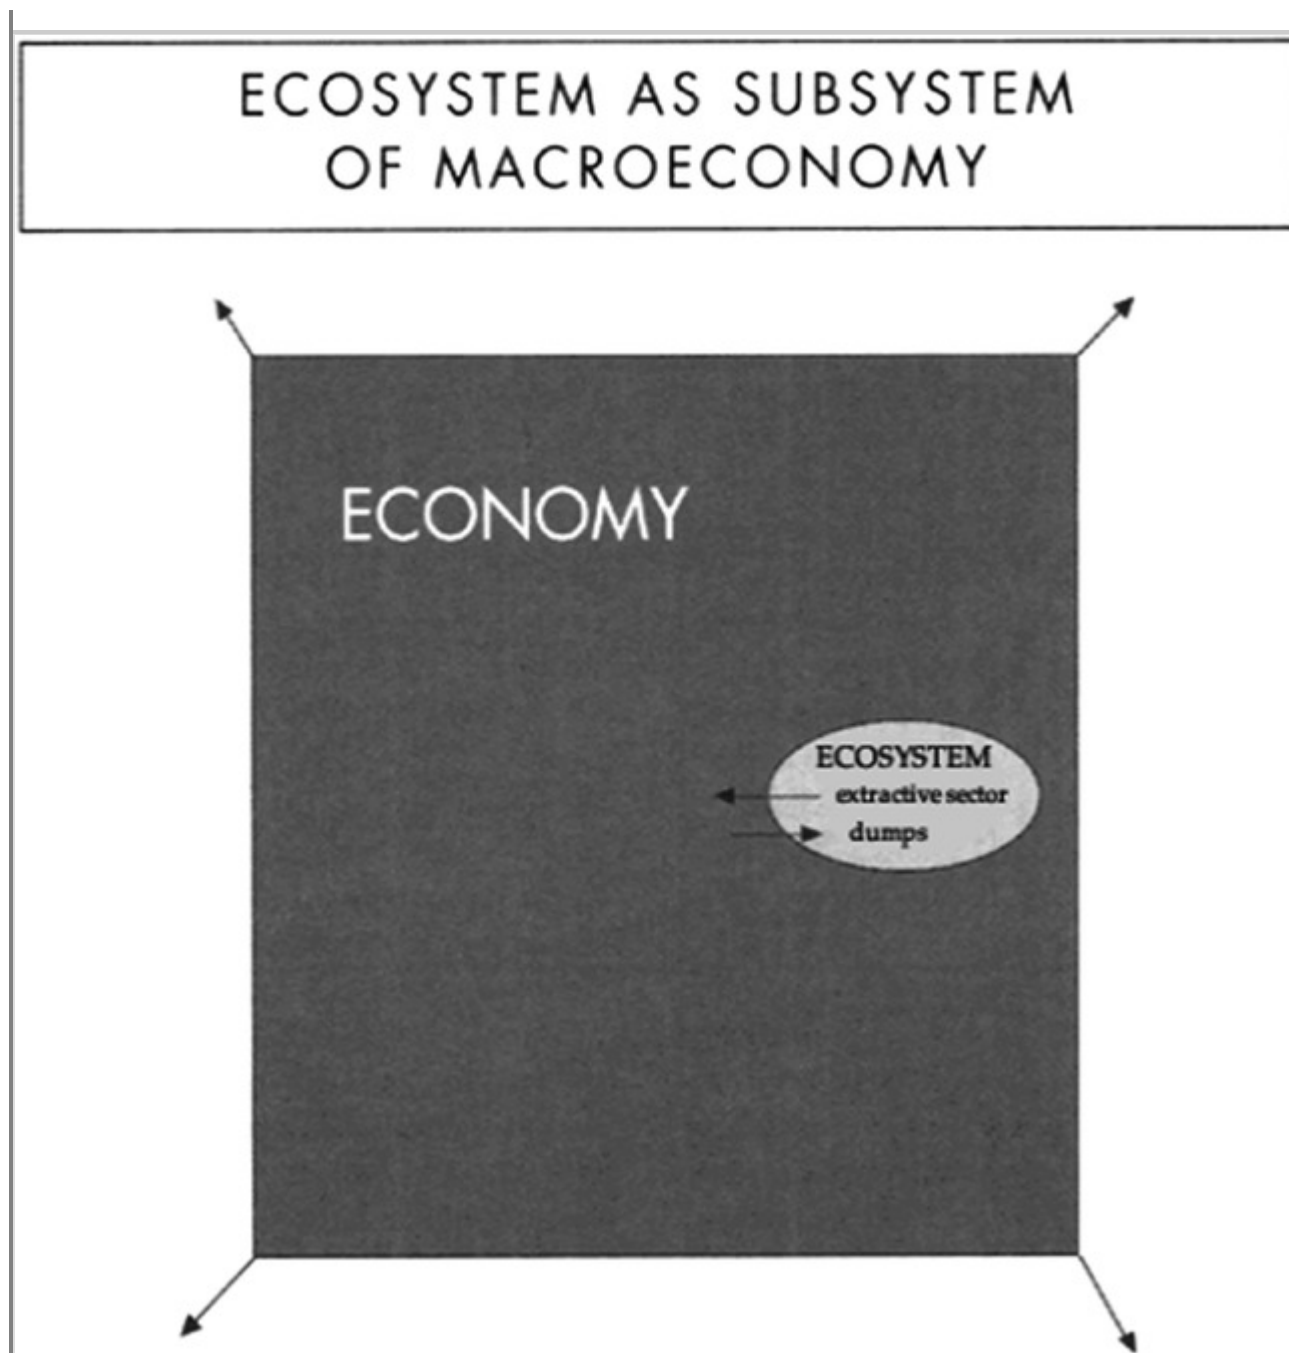 ECOSYSTEM AS SUBSYSTEM
OF MACROECONOMY
ECONOMY
ECOSYSTEM
extractive sector
dumps